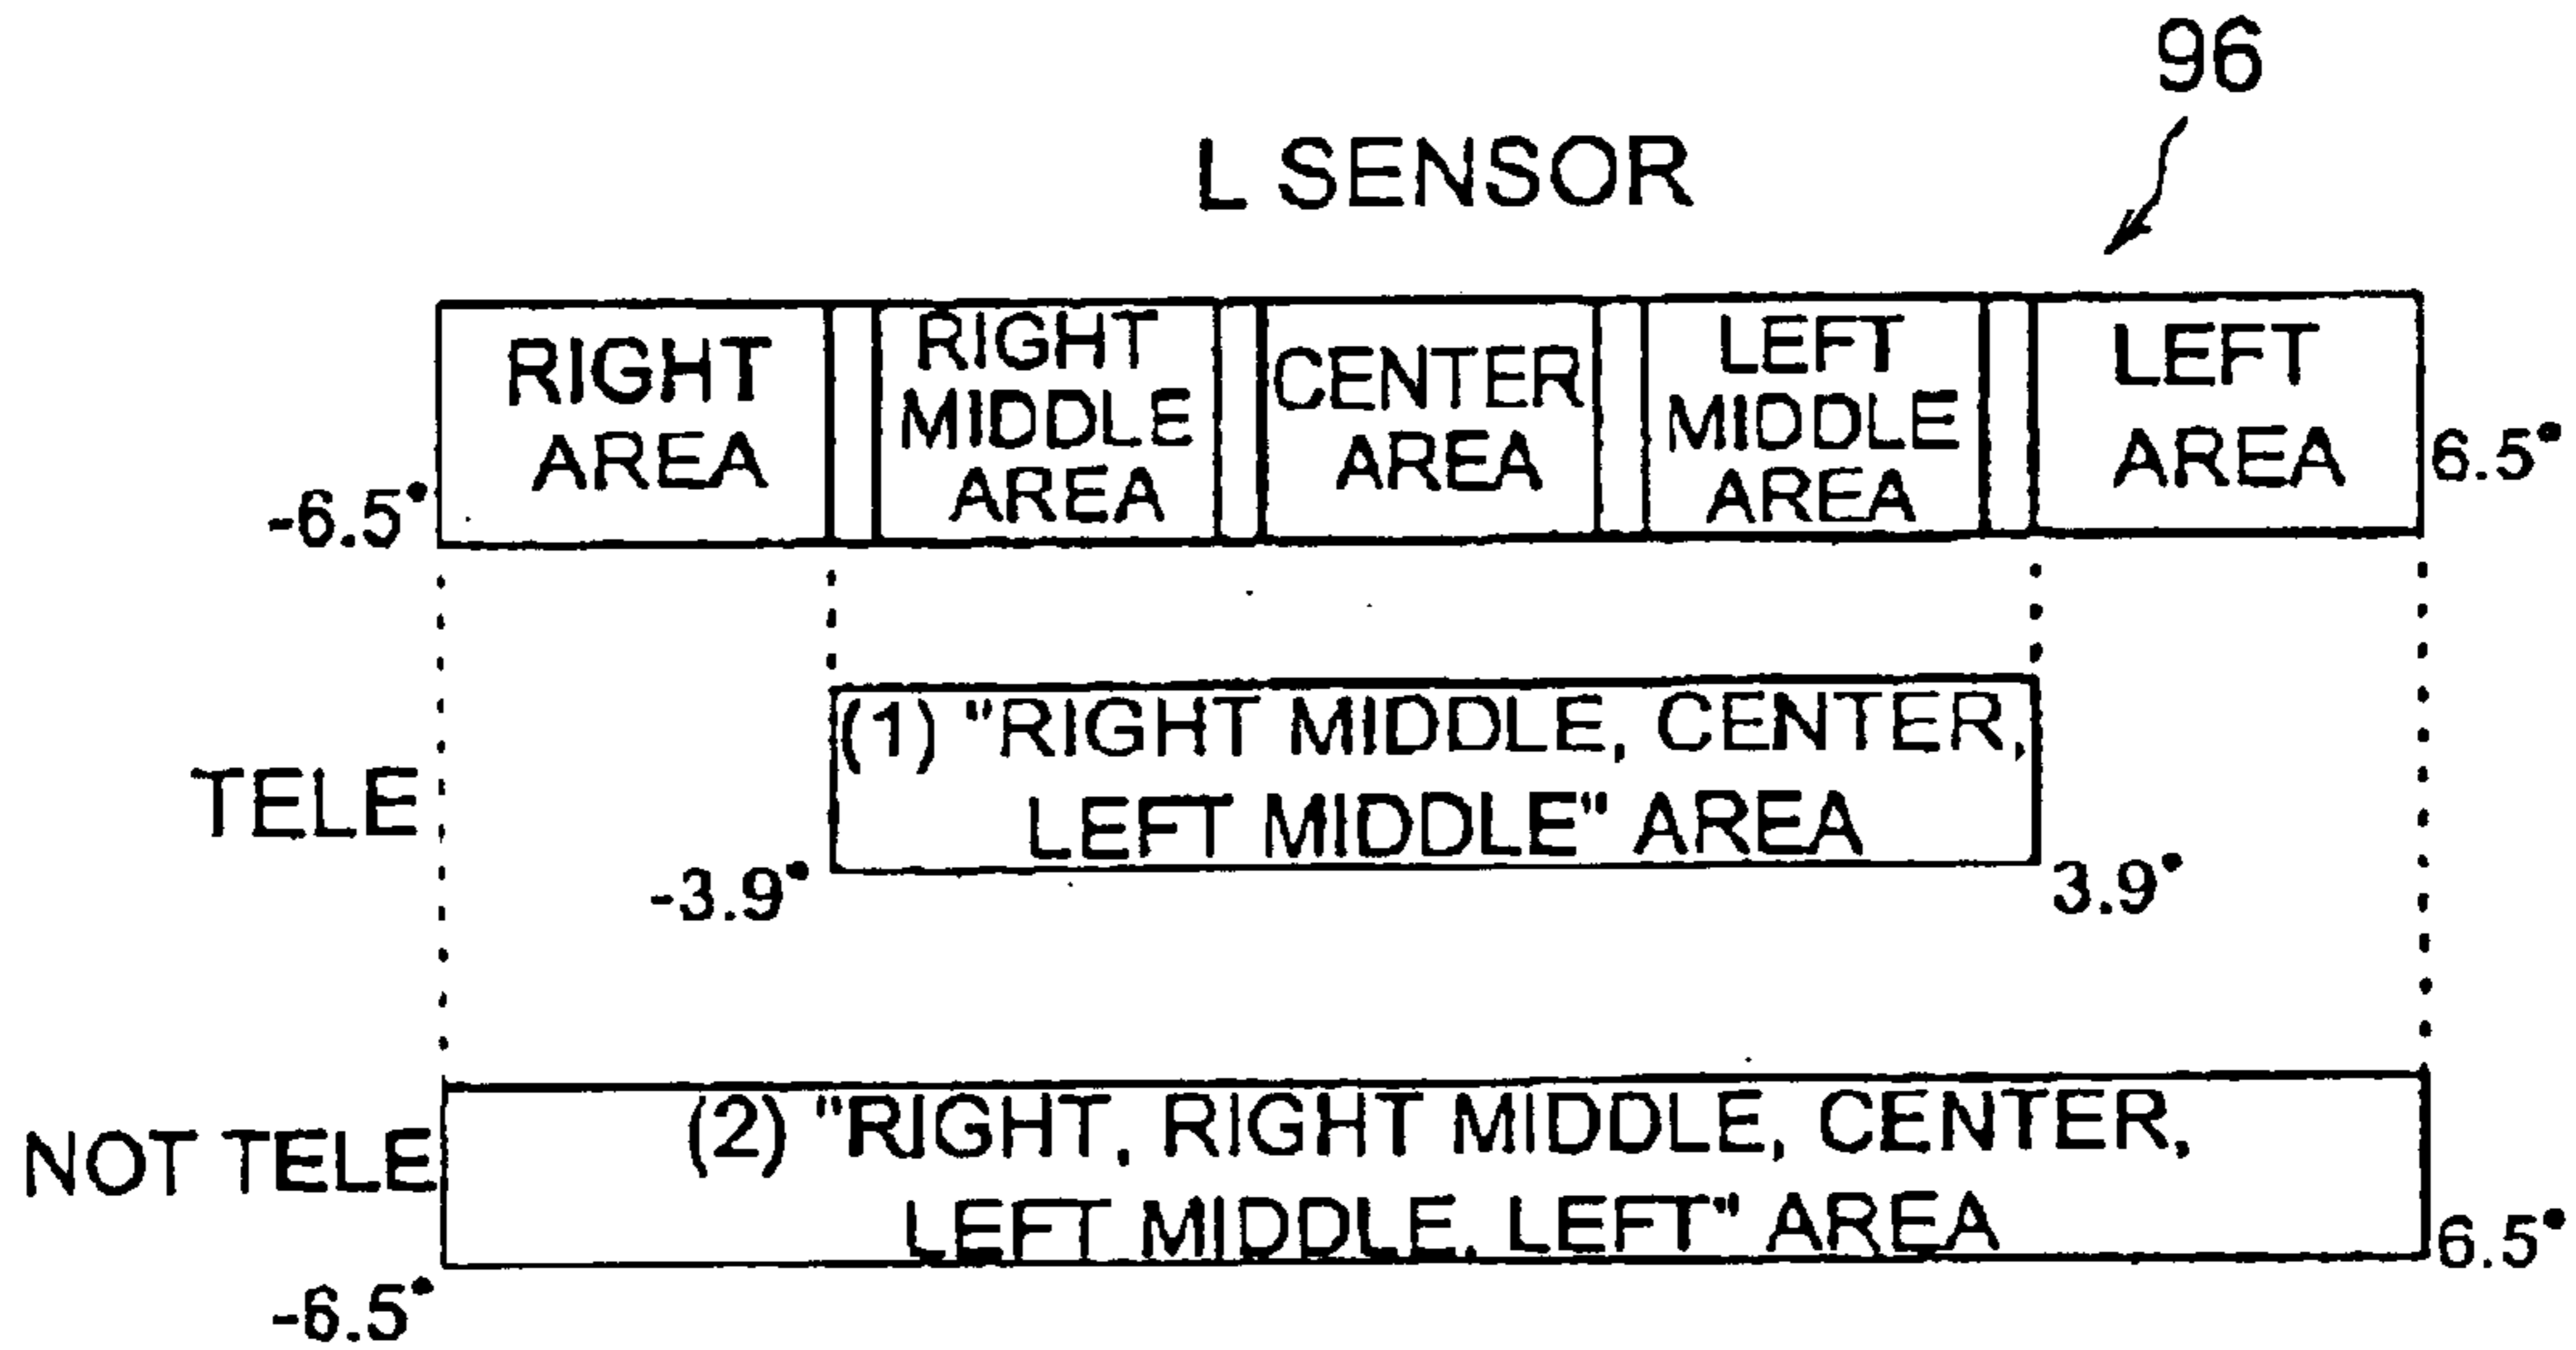 96
L SENSOR
RIGHT
AREA
RIGHT
MIDDLE
AREA
CENTER
AREA
LEFT
MIDDLE
AREA
LEFT
AREA
-6.5°
6.5°
TELE
(1) "RIGHT MIDDLE, CENTER,
LEFT MIDDLE" AREA
-3.9°
3.9°
NOT TELE
(2) "RIGHT, RIGHT MIDDLE, CENTER,
LEFT MIDDLE, LEFT" AREA
-6.5°
6.5°